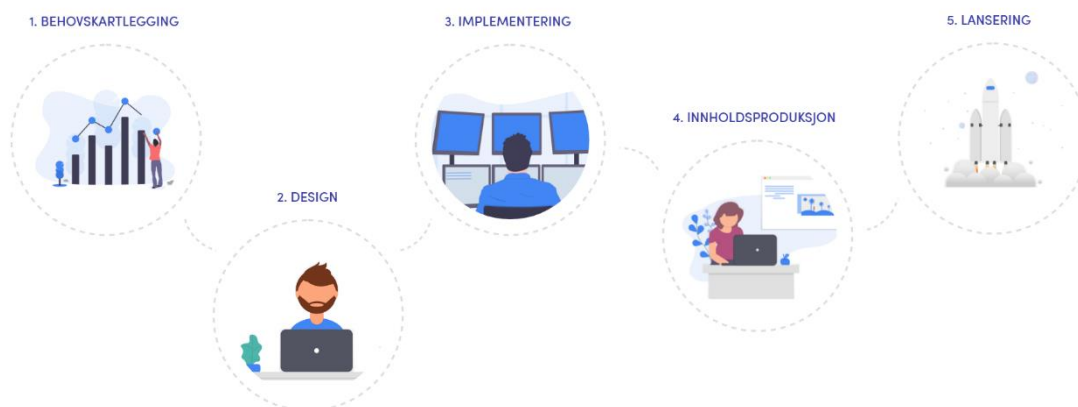 1. BEHOVSKARTLEGGING
2. DESIGN
3. IMPLEMENTERING
4. INNHOLDSPRODUKSJON
5. LANSERING